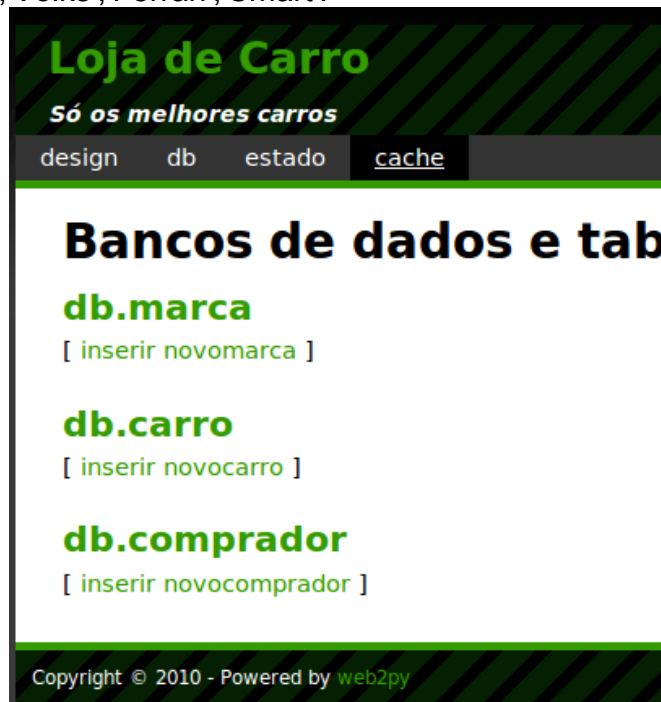 Loja de Carro
Só os melhores carros
design db estado cache
Bancos de dados e tab
db.marca
[ inserir novomarca ]
db.carro
[ inserir novocarro ]
db.comprador
[ inserir novocomprador ]
Copyright © 2010 - Powered by web2py